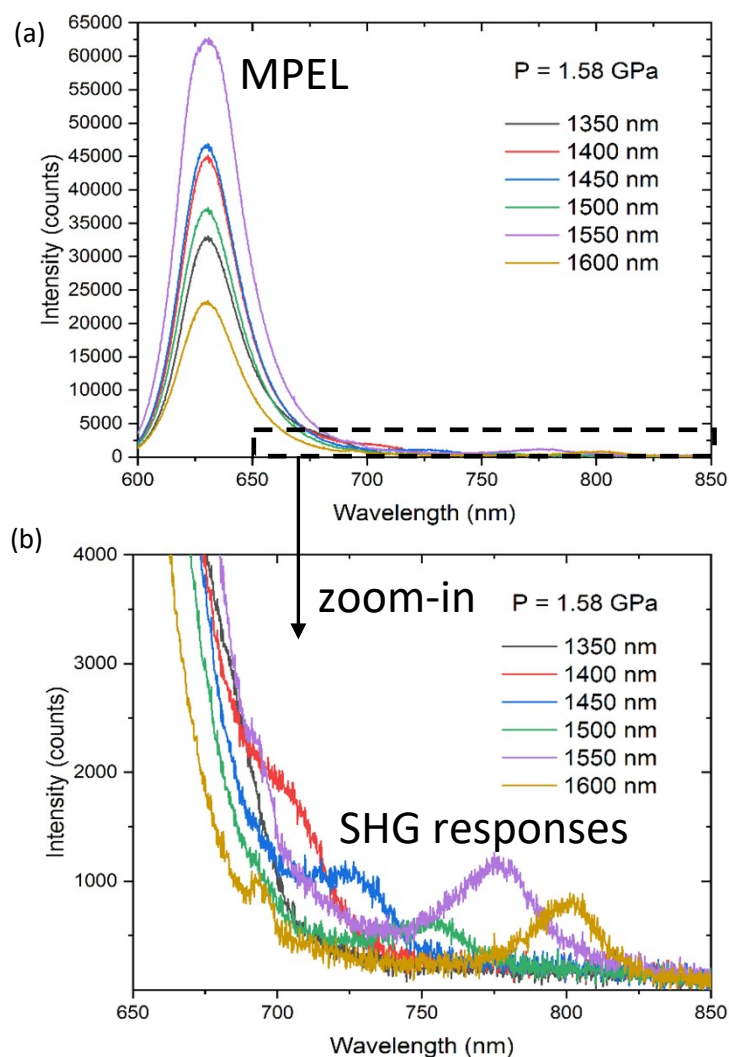 (a)
MPEL
P = 1.58 GPa
1350 nm
1400 nm
1450 nm
1500 nm
1550 nm
1600 nm
Intensity (counts)
65000
60000
55000
50000
45000
40000
35000
30000
25000
20000
15000
10000
5000
0
600 650 700 750 800 850
Wavelength (nm)
(b)
zoom-in
P = 1.58 GPa
1350 nm
1400 nm
1450 nm
1500 nm
1550 nm
1600 nm
SHG responses
Intensity (counts)
4000
3000
2000
1000
650 700 750 800 850
Wavelength (nm)